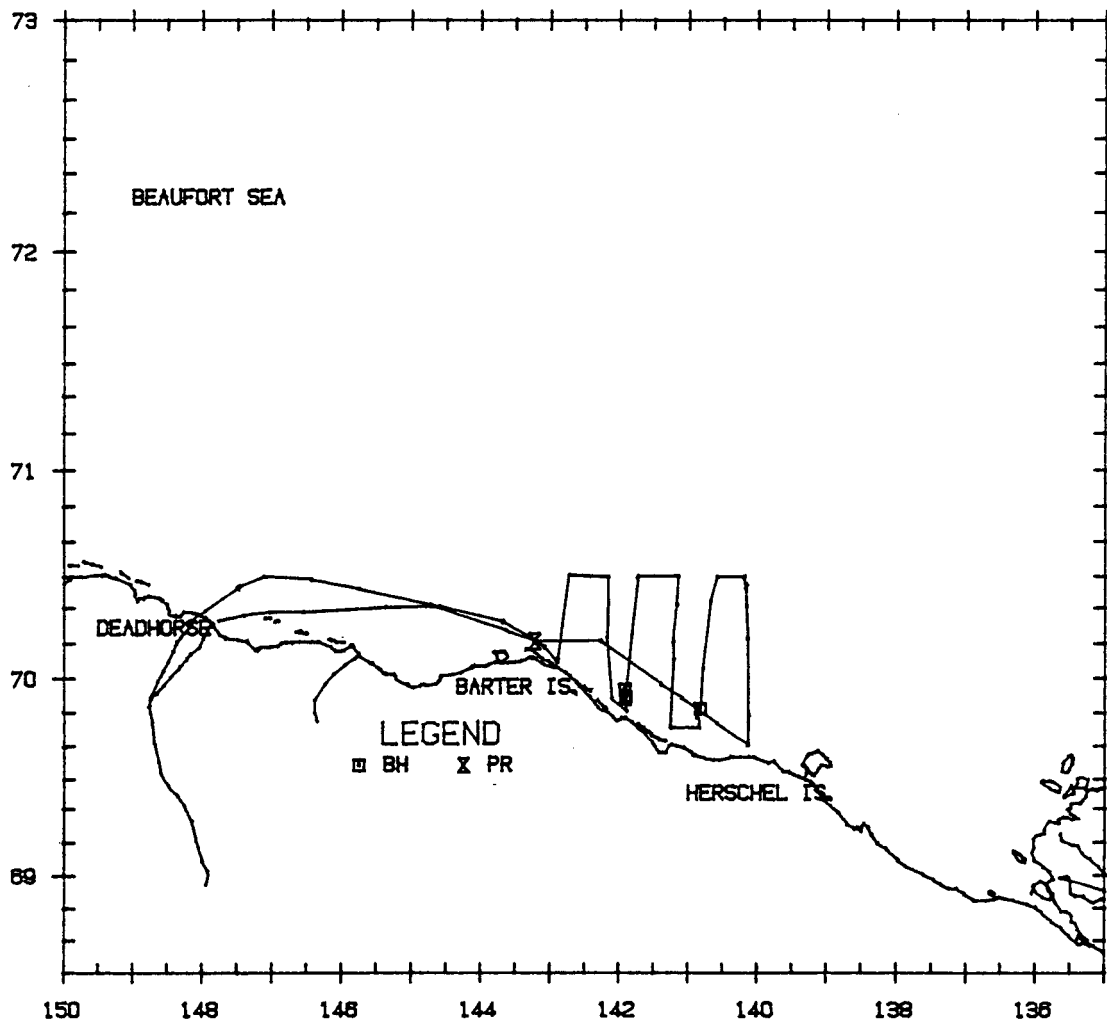 73
BEAUFORT SEA
72
71
DEADHORSE
70
BARTER IS.
LEGEND
BH PR
HERSCHEL IS.
69
150 148 146 144 142 140 138 136